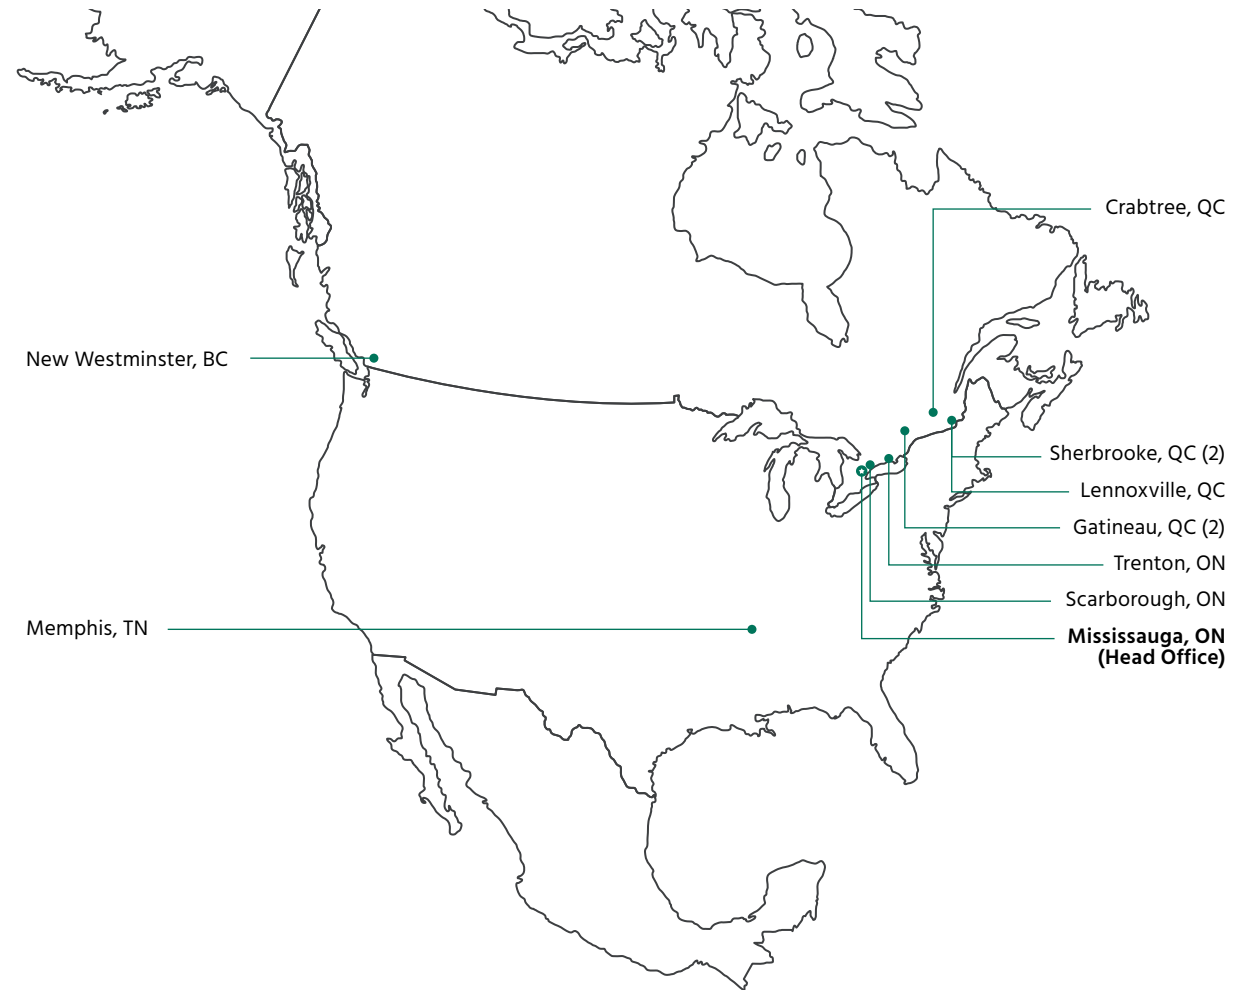 Crabtree, QC
New Westminster, BC
Sherbrooke, QC (2)
Lennoxville, QC
Gatineau, QC (2)
Trenton, ON
Scarborough, ON
Memphis, TN
Mississauga, ON
(Head Office)